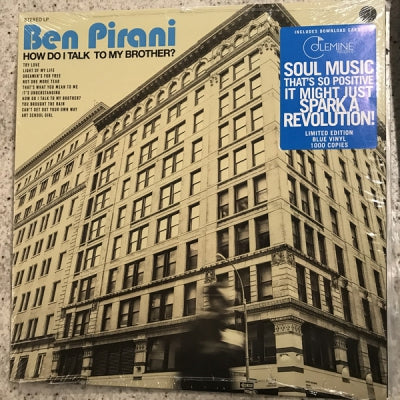 STEREO LP
Ben Pirani
HOW DO I TALK TO MY BROTHER?
TRY LOVE
LIGHT OF MY LIFE
DREAMER'S FOR FREE
NOT ONE MORE TEAR
THAT'S WHAT YOU MEAN TO ME
IT'S UNDERSTANDING
HOW DO I TALK TO MY BROTHER?
YOU BROUGHT THE RAIN
CAN'T GET OUT YOUR OWN WAY
ART SCHOOL GIRL
INCLUDES DOWNLOAD CARD
COLEMINE
SOUL MUSIC
THAT'S SO POSITIVE
IT MIGHT JUST
SPARK A
REVOLUTION!
LIMITED EDITION
BLUE VINYL
1000 COPIES